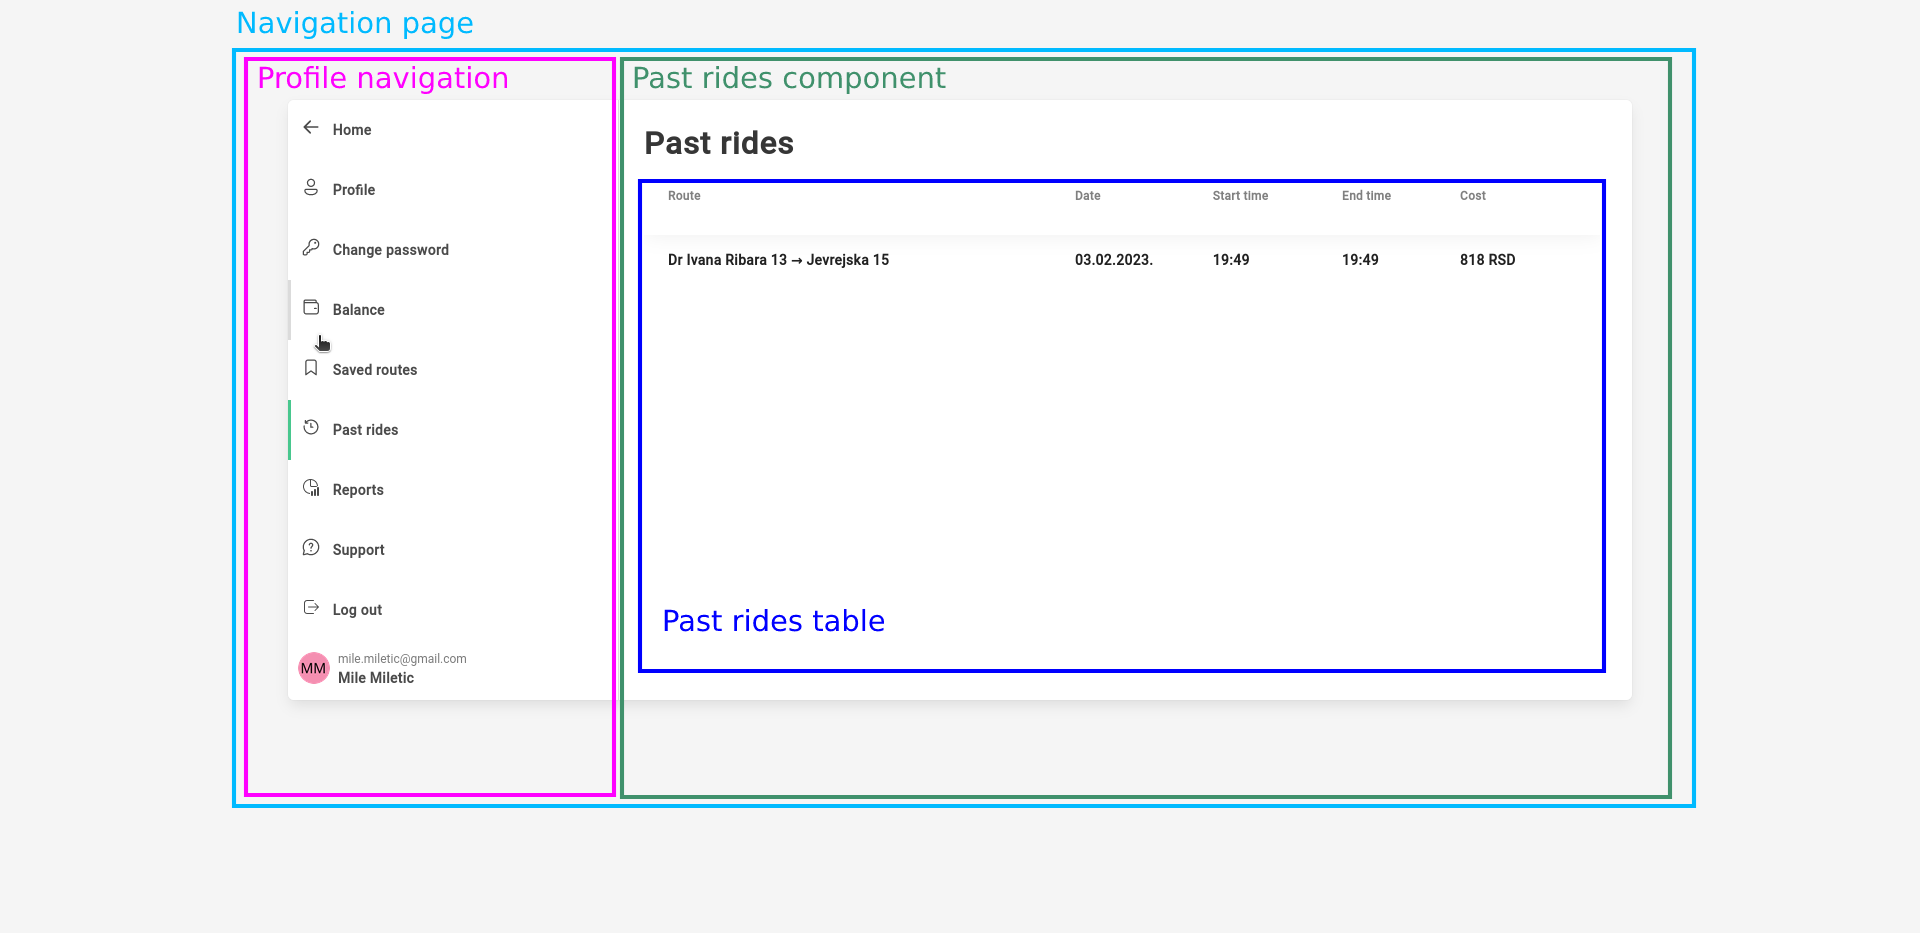 Navigation page
Profile navigation
Past rides component
Home
Profile
Change password
Balance
Saved routes
Past rides
Reports
Support
Log out
MM
mile.miletic@gmail.com
Mile Miletic
Past rides
Route Date Start time End time Cost
Dr Ivana Ribara 13 → Jevrejska 15 03.02.2023. 19:49 19:49 818 RSD
Past rides table